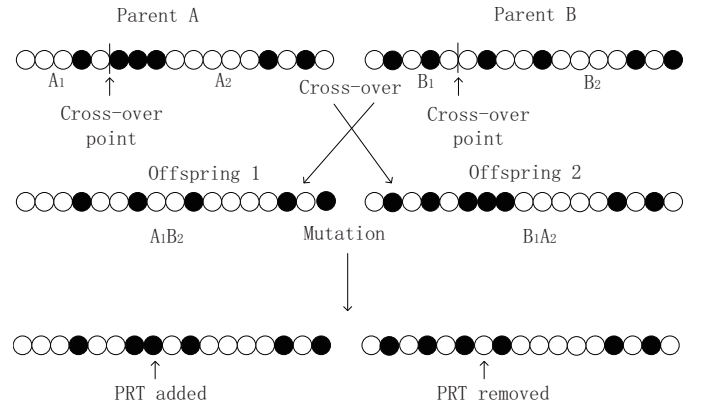 Parent A
Parent B
A1
A2
B1
B2
Cross-over
Cross-over
point
Cross-over
point
Offspring 1
Offspring 2
A1B2
Mutation
B1A2
PRT added
PRT removed